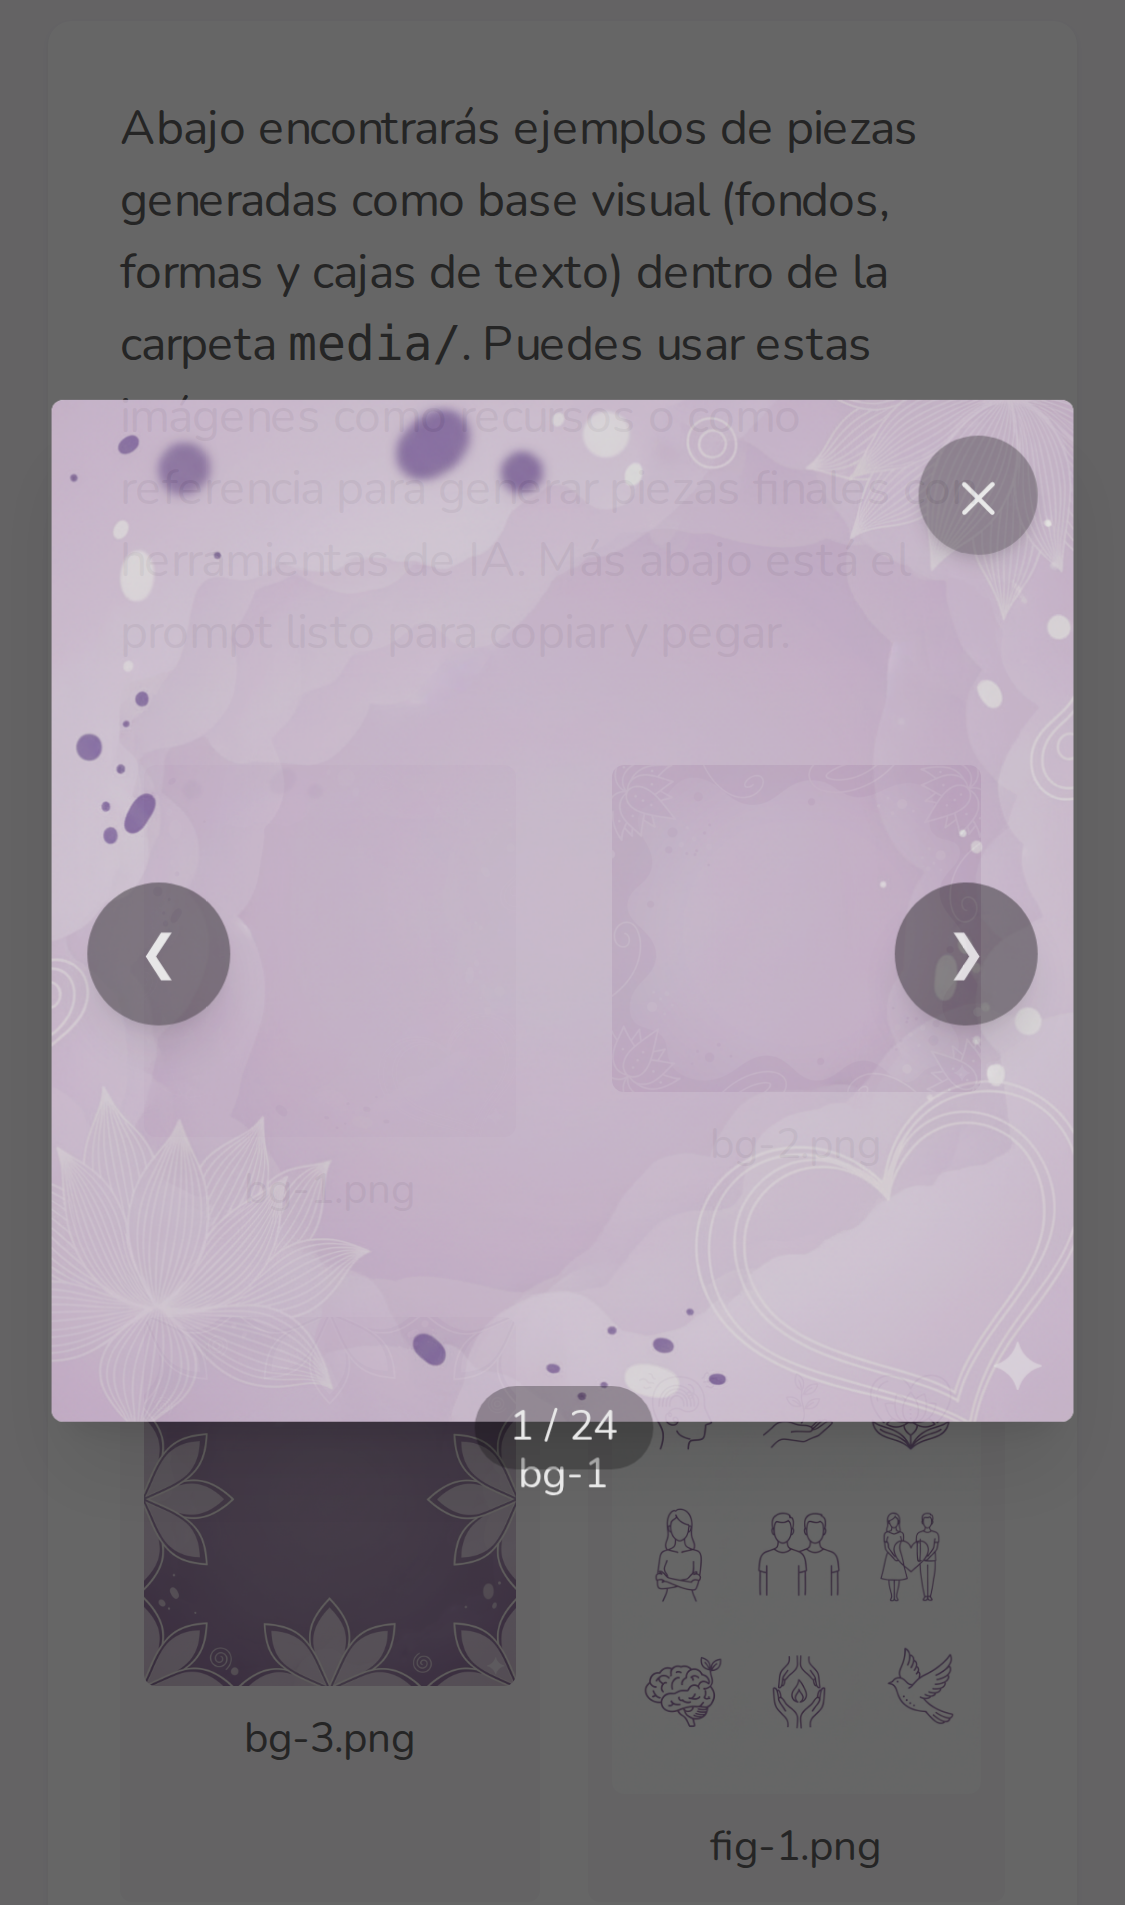 Abajo encontrarás ejemplos de piezas
generadas como base visual (fondos,
formas y cajas de texto) dentro de la
carpeta media/. Puedes usar estas
imágenes como recursos o como
referencia para generar piezas finales con
herramientas de IA. Más abajo está el
prompt listo para copiar y pegar.
bg-2.png
bg-1.png
1 / 24
bg-1
bg-3.png
fig-1.png